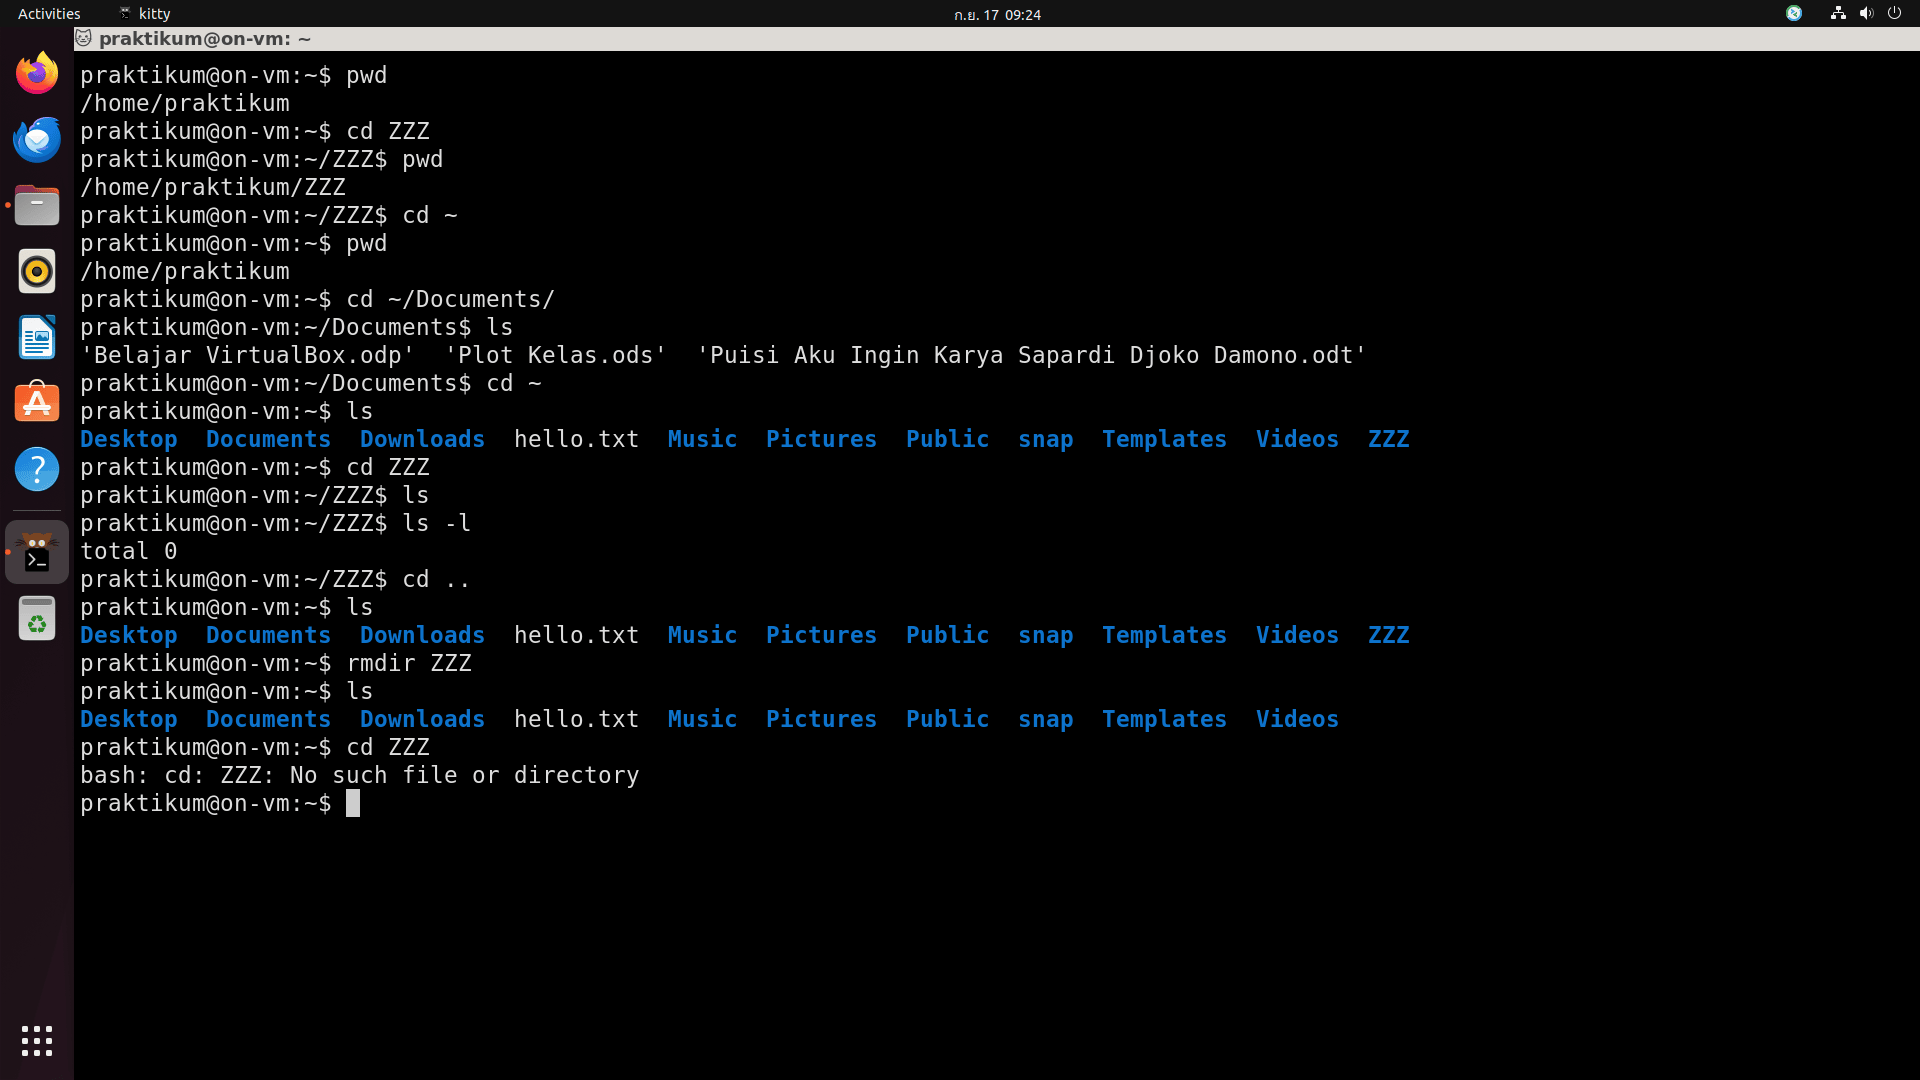 Activities kitty ก.ย. 17 09:24
praktikum@on-vm: ~
praktikum@on-vm:~$ pwd
/home/praktikum
praktikum@on-vm:~$ cd ZZZ
praktikum@on-vm:~/ZZZ$ pwd
/home/praktikum/ZZZ
praktikum@on-vm:~/ZZZ$ cd ~
praktikum@on-vm:~$ pwd
/home/praktikum
praktikum@on-vm:~$ cd ~/Documents/
praktikum@on-vm:~/Documents$ ls
'Belajar VirtualBox.odp'  'Plot Kelas.ods'  'Puisi Aku Ingin Karya Sapardi Djoko Damono.odt'
praktikum@on-vm:~/Documents$ cd ~
praktikum@on-vm:~$ ls
Desktop  Documents  Downloads  hello.txt  Music  Pictures  Public  snap  Templates  Videos  ZZZ
praktikum@on-vm:~$ cd ZZZ
praktikum@on-vm:~/ZZZ$ ls
praktikum@on-vm:~/ZZZ$ ls -l
total 0
praktikum@on-vm:~/ZZZ$ cd ..
praktikum@on-vm:~$ ls
Desktop  Documents  Downloads  hello.txt  Music  Pictures  Public  snap  Templates  Videos  ZZZ
praktikum@on-vm:~$ rmdir ZZZ
praktikum@on-vm:~$ ls
Desktop  Documents  Downloads  hello.txt  Music  Pictures  Public  snap  Templates  Videos
praktikum@on-vm:~$ cd ZZZ
bash: cd: ZZZ: No such file or directory
praktikum@on-vm:~$